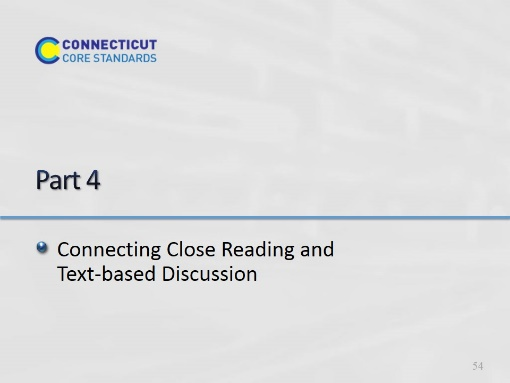 CONNECTICUT
CORE STANDARDS
Part 4
Connecting Close Reading and
Text-based Discussion
54